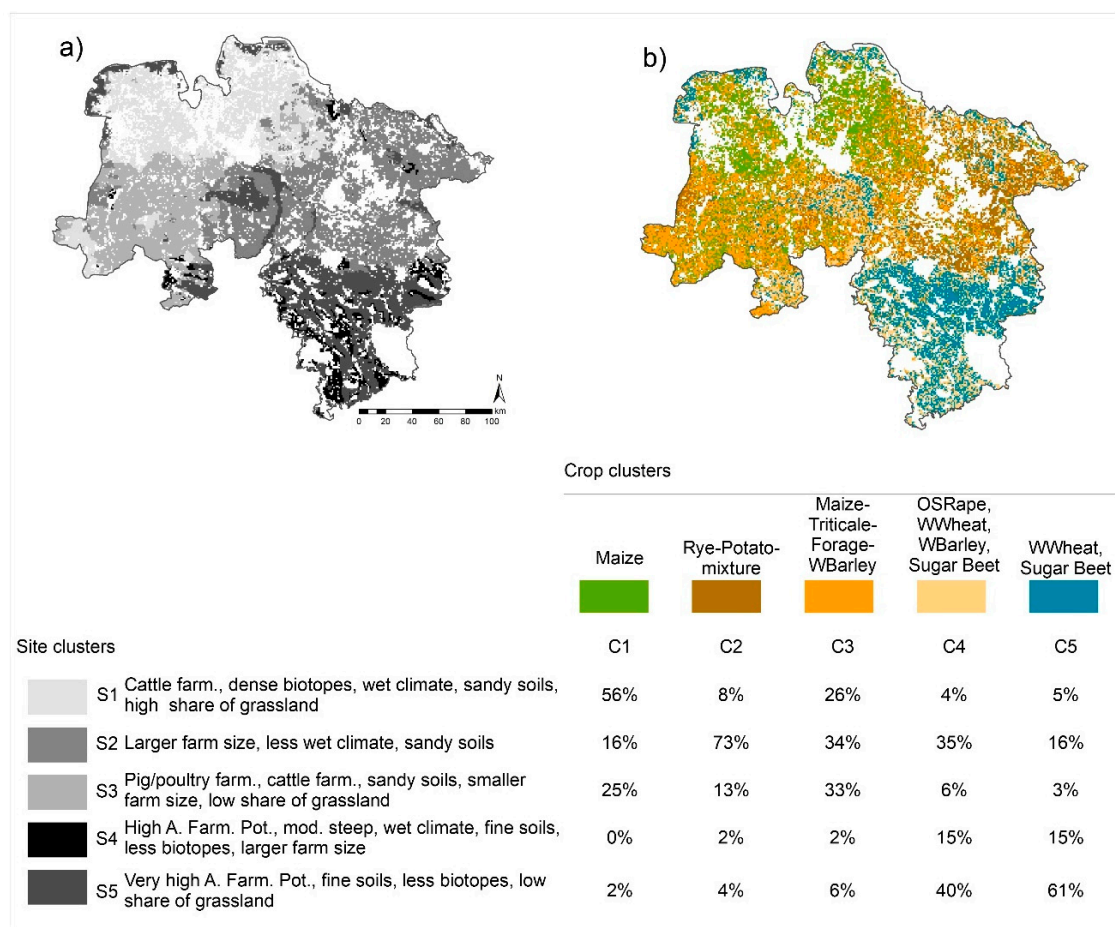 a)
b)
N
0 20 40 60 80 100
km
Crop clusters
Maize
Rye-Potato-
mixture
Maize-
Triticale-
Forage-
WBarley
OSRape,
WWheat,
WBarley,
Sugar Beet
WWheat,
Sugar Beet
Site clusters
C1 C2 C3 C4 C5
S1 Cattle farm., dense biotopes, wet climate, sandy soils,
high share of grassland
56% 8% 26% 4% 5%
S2 Larger farm size, less wet climate, sandy soils
16% 73% 34% 35% 16%
S3 Pig/poultry farm., cattle farm., sandy soils, smaller
farm size, low share of grassland
25% 13% 33% 6% 3%
S4 High A. Farm. Pot., mod. steep, wet climate, fine soils,
less biotopes, larger farm size
0% 2% 2% 15% 15%
S5 Very high A. Farm. Pot., fine soils, less biotopes, low
share of grassland
2% 4% 6% 40% 61%